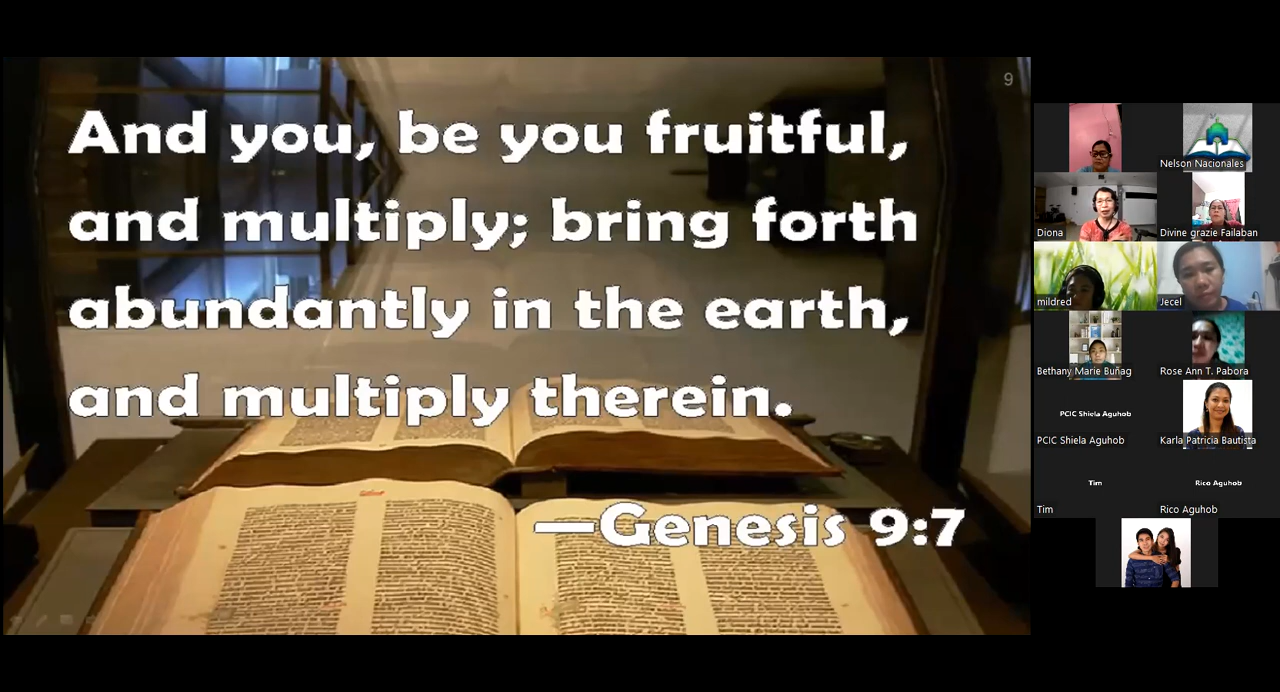 9
And you, be you fruitful,
and multiply; bring forth
abundantly in the earth,
and multiply therein.
—Genesis 9:7
Nelson Nacionales
Diona
Divine grazie Failaban
mildred
Jecel
Bethany Marie Buñag
Rose Ann T. Pabora
PCIC Shiela Aguhob
PCIC Shiela Aguhob
Karla Patricia Bautista
Tim
Rico Aguhob
Tim
Rico Aguhob